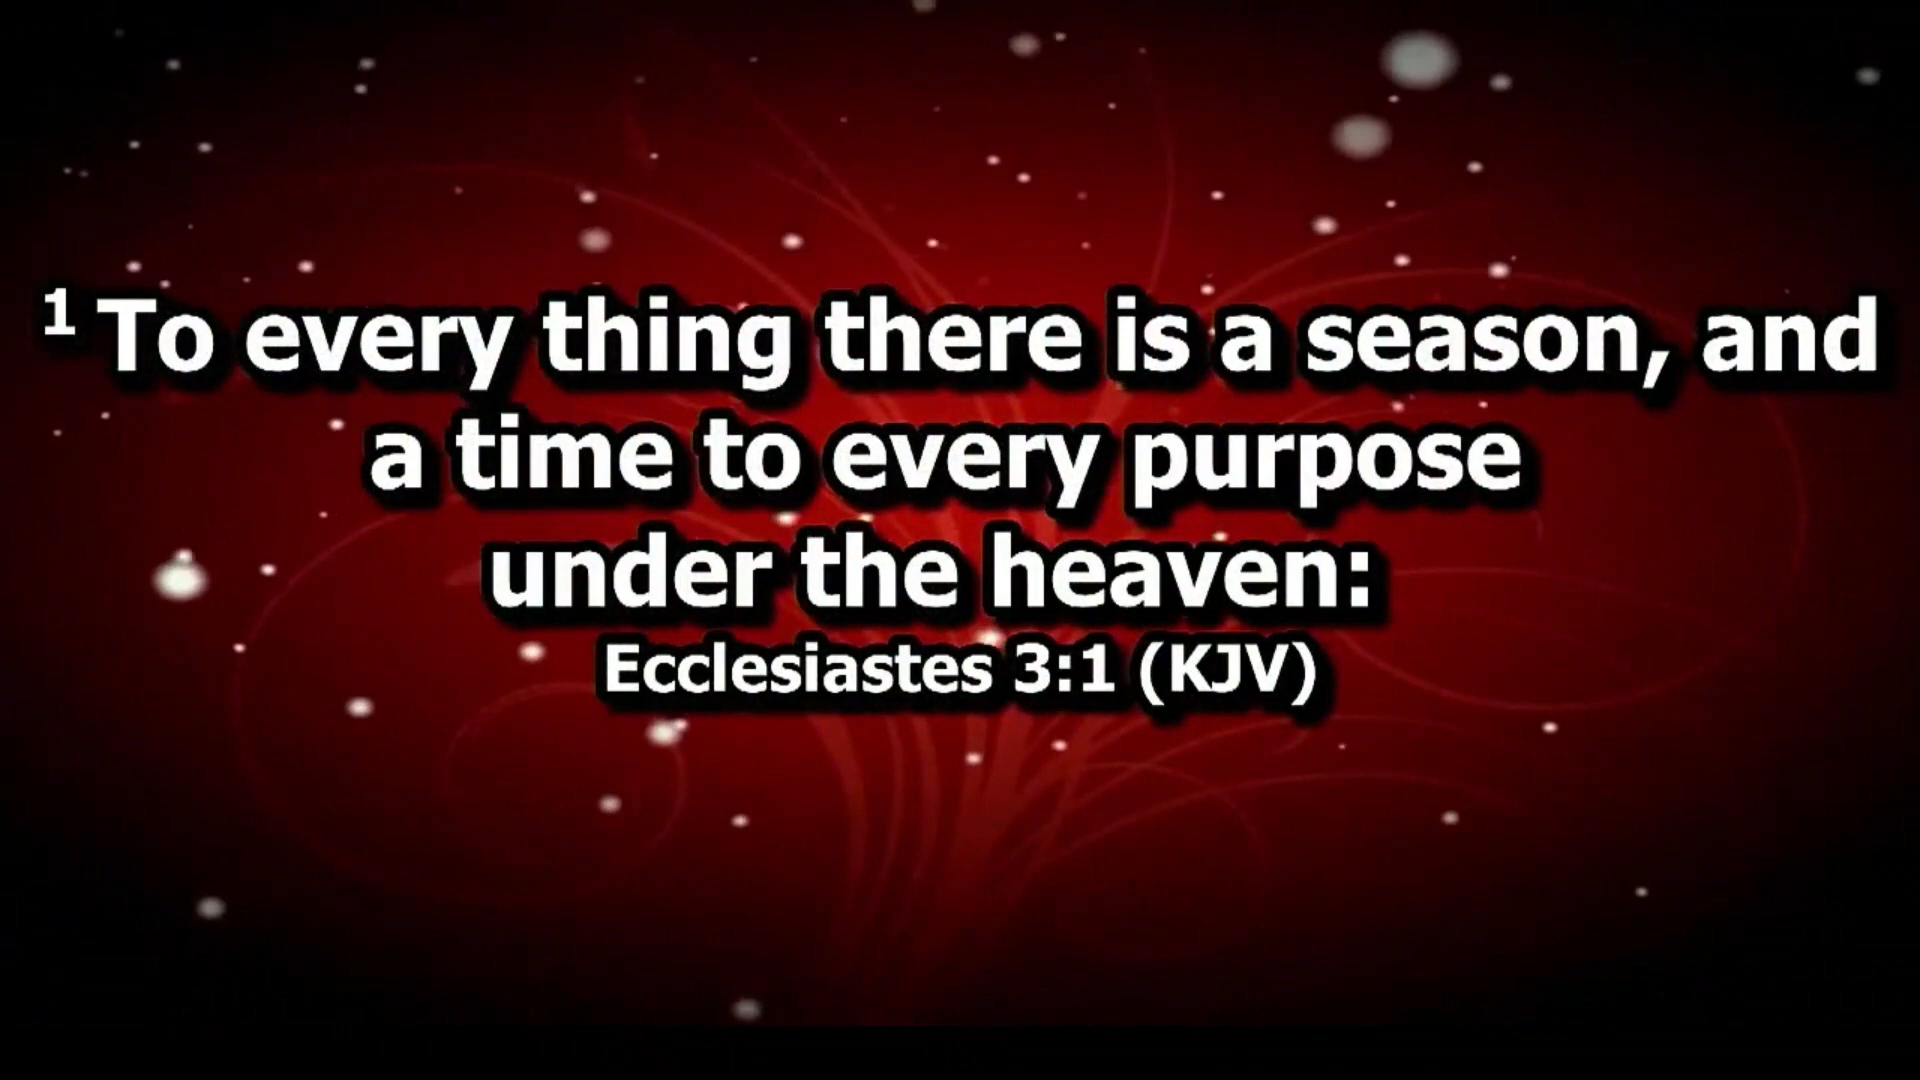 1 To every thing there is a season, and
a time to every purpose
under the heaven:
Ecclesiastes 3:1 (KJV)